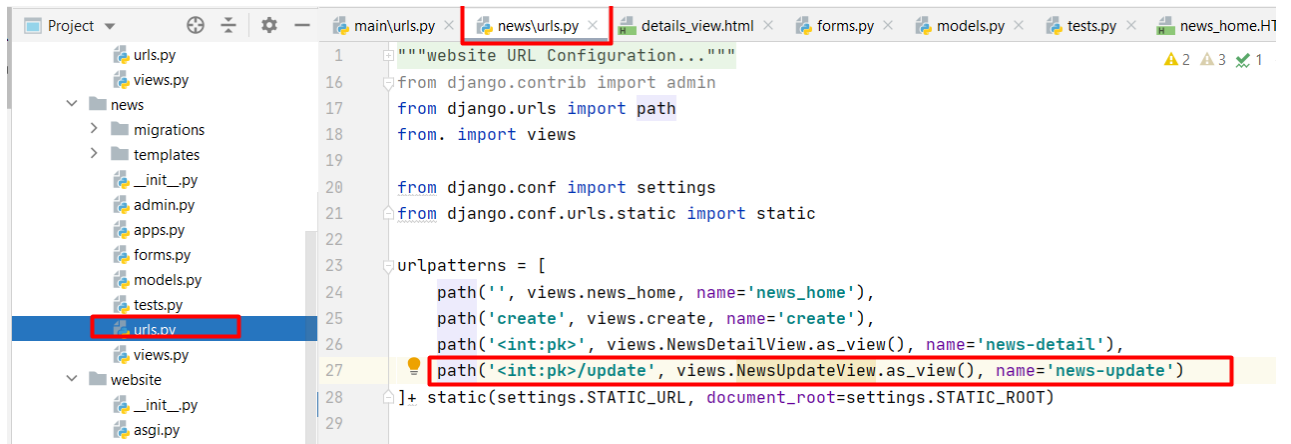 Project
main\urls.py
news\urls.py
details_view.html
forms.py
models.py
tests.py
news_home.HT
urls.py
views.py
news
migrations
templates
__init__.py
admin.py
apps.py
forms.py
models.py
tests.py
urls.py
views.py
website
__init__.py
asgi.py
2 3 1
1 """website URL Configuration..."""
16 from django.contrib import admin
17 from django.urls import path
18 from. import views
19
20 from django.conf import settings
21 from django.conf.urls.static import static
22
23 urlpatterns = [
24 path('', views.news_home, name='news_home'),
25 path('create', views.create, name='create'),
26 path('<int:pk>', views.NewsDetailView.as_view(), name='news-detail'),
27 path('<int:pk>/update', views.NewsUpdateView.as_view(), name='news-update')
28 ]+ static(settings.STATIC_URL, document_root=settings.STATIC_ROOT)
29